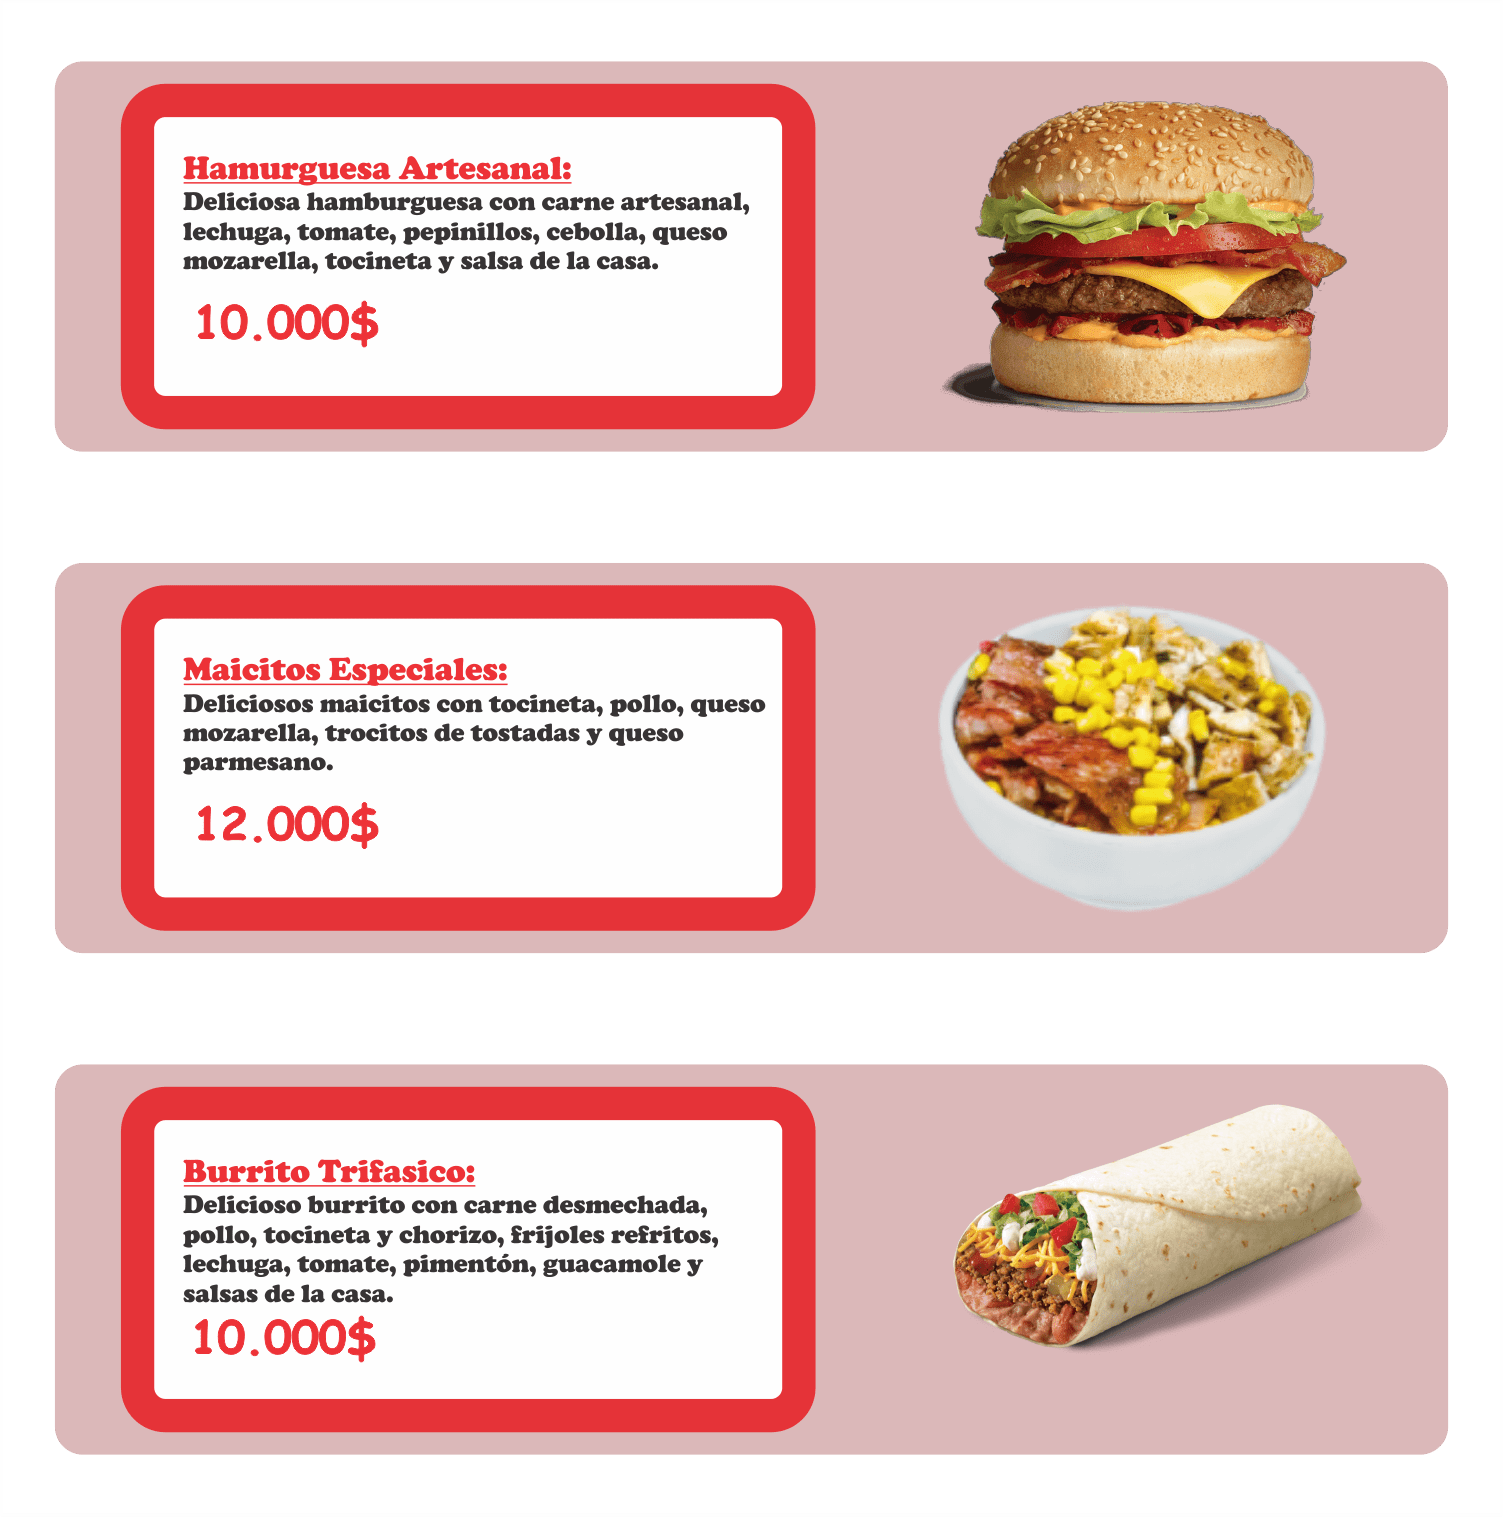 Hamurguesa Artesanal:
Deliciosa hamburguesa con carne artesanal,
lechuga, tomate, pepinillos, cebolla, queso
mozarella, tocineta y salsa de la casa.
10.000$
Maicitos Especiales:
Deliciosos maicitos con tocineta, pollo, queso
mozarella, trocitos de tostadas y queso
parmesano.
12.000$
Burrito Trifasico:
Delicioso burrito con carne desmechada,
pollo, tocineta y chorizo, frijoles refritos,
lechuga, tomate, pimentón, guacamole y
salsas de la casa.
10.000$